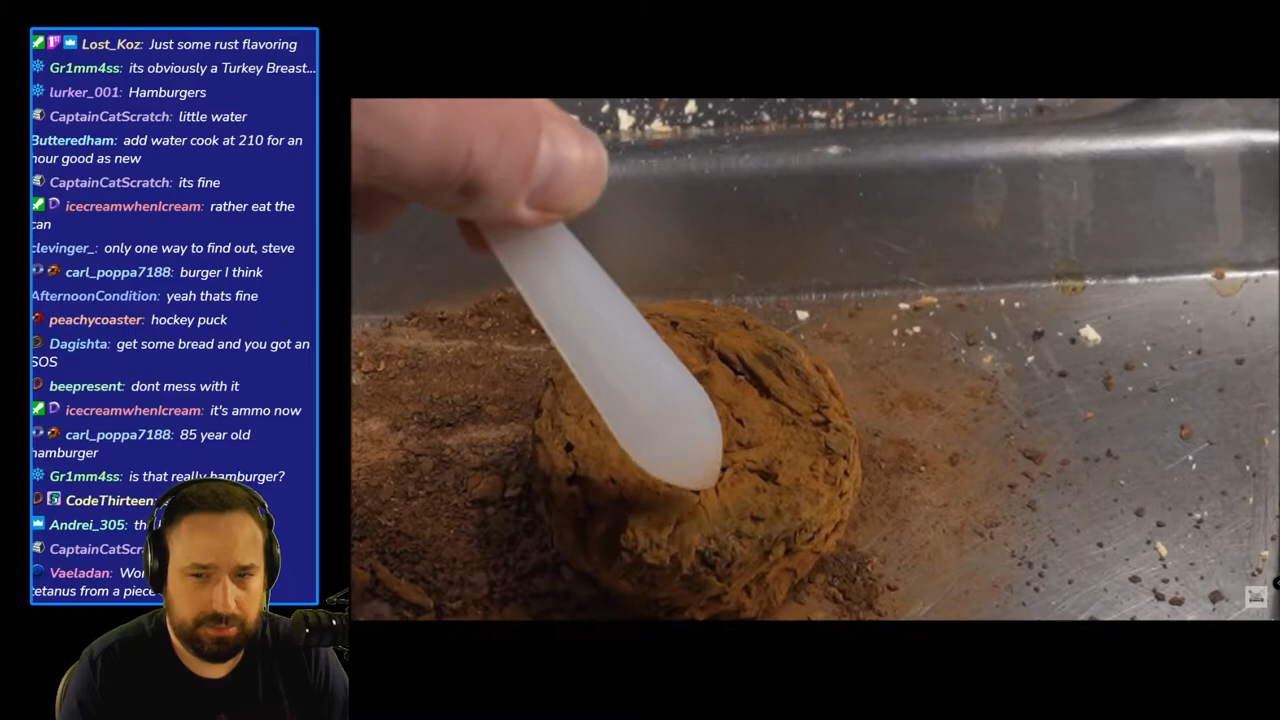 Lost_Koz: Just some rust flavoring
Gr1mm4ss: its obviously a Turkey Breast...
lurker_001: Hamburgers
CaptainCatScratch: little water
Butteredham: add water cook at 210 for an
hour good as new
CaptainCatScratch: its fine
icecreamwhenIcream: rather eat the
can
clevinger_: only one way to find out, steve
carl_poppa7188: burger I think
AfternoonCondition: yeah thats fine
peachycoaster: hockey puck
Dagishta: get some bread and you got an
SOS
beepresent: dont mess with it
icecreamwhenIcream: it's ammo now
carl_poppa7188: 85 year old
hamburger
Gr1mm4ss: is that really hamburger?
CodeThirteen:
Andrei_305:
Vaeladan:
tetanus from a piece